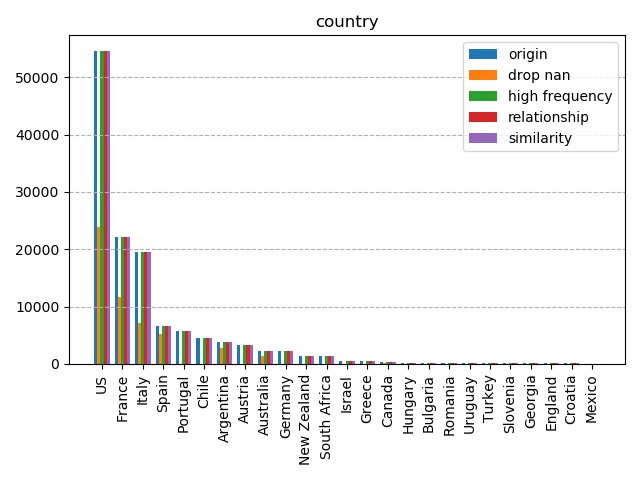 country
origin
drop nan
high frequency
relationship
similarity
50000
40000
30000
20000
10000
0
US
France
Italy
Spain
Portugal
Chile
Argentina
Austria
Australia
Germany
New Zealand
South Africa
Israel
Greece
Canada
Hungary
Bulgaria
Romania
Uruguay
Turkey
Slovenia
Georgia
England
Croatia
Mexico